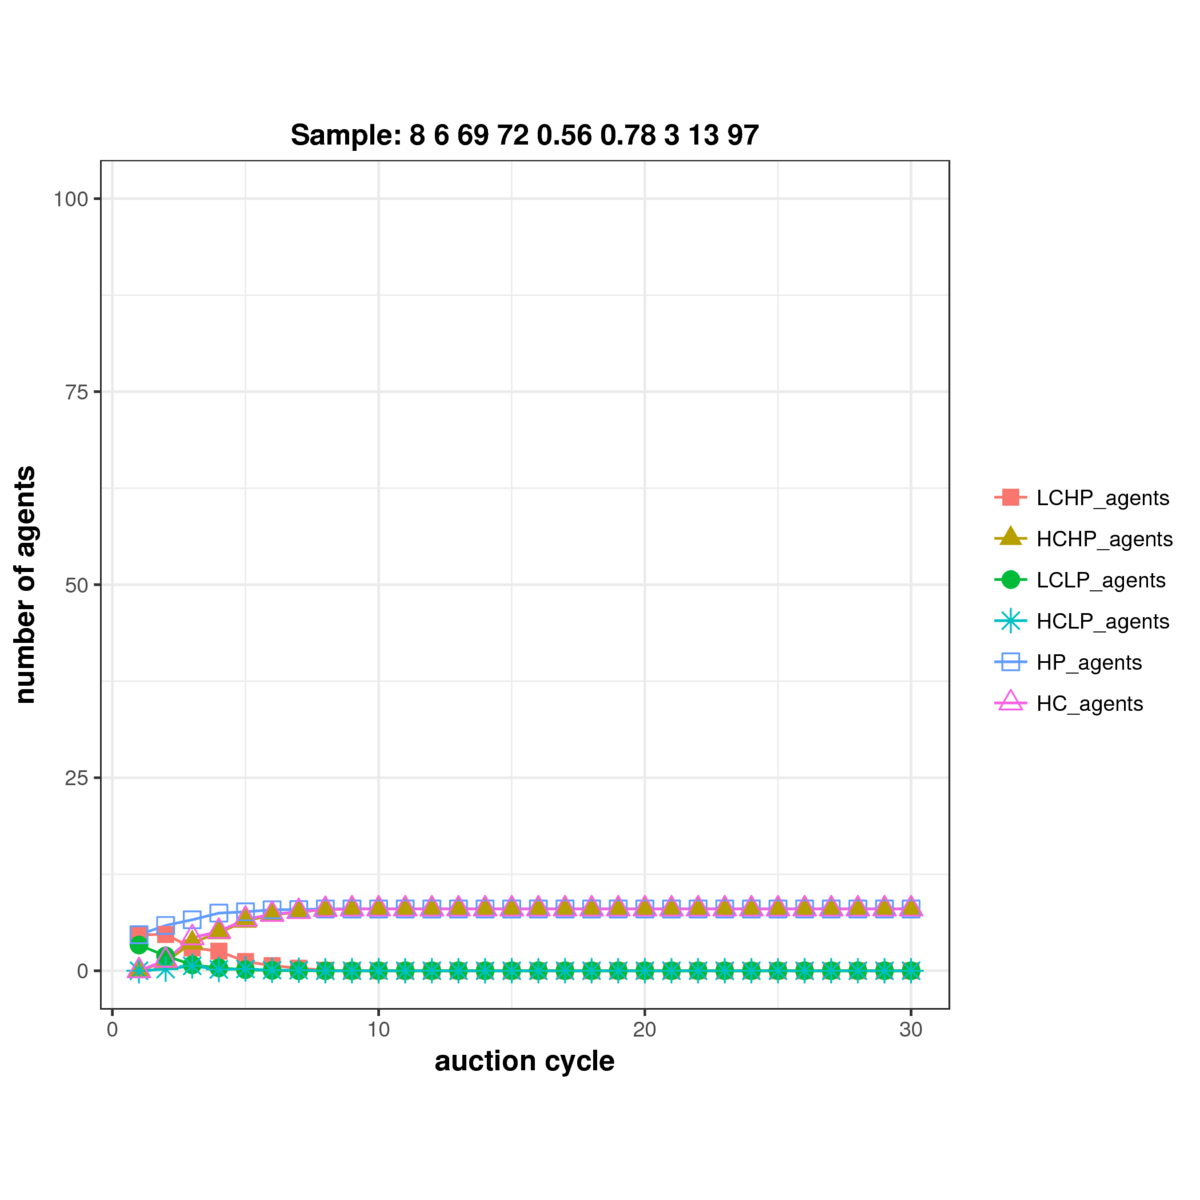 Sample: 8 6 69 72 0.56 0.78 3 13 97
100
75
50
25
0
number of agents
0 10 20 30
auction cycle
LCHP_agents
HCHP_agents
LCLP_agents
HCLP_agents
HP_agents
HC_agents